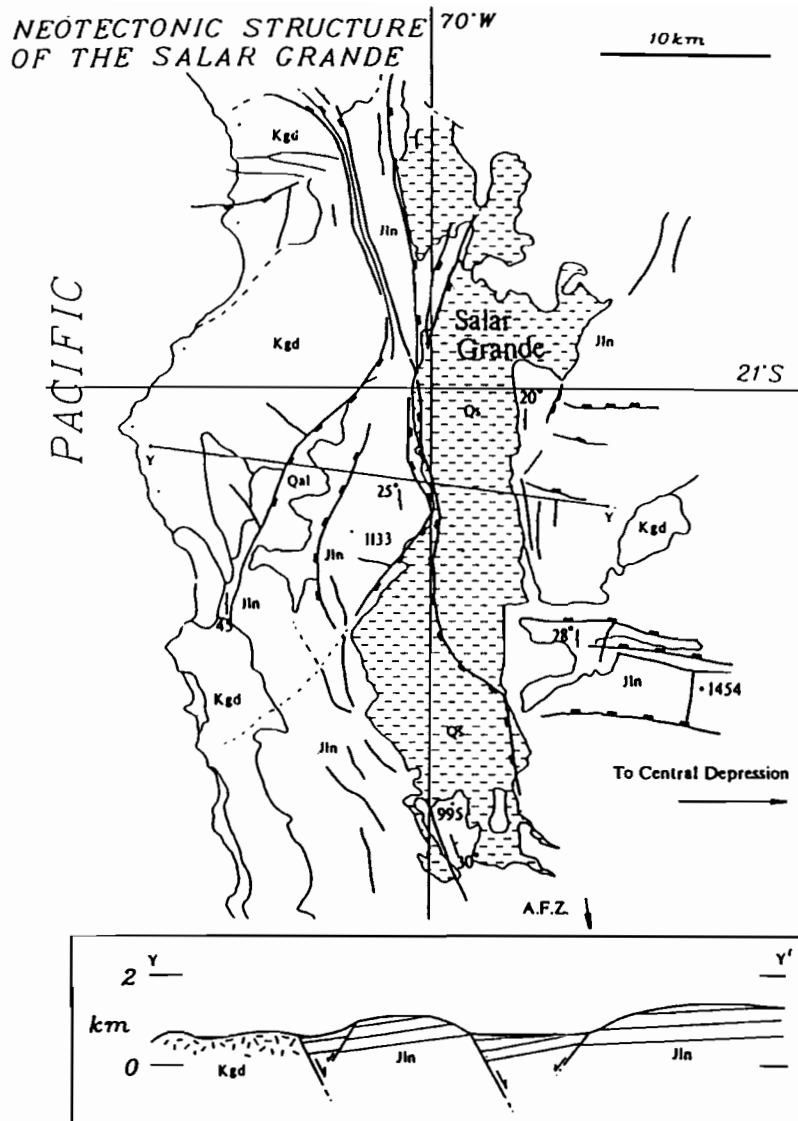 NEOTECTONIC STRUCTURE
OF THE SALAR GRANDE
70°W
10km
Kgd
Jln
Kgd
PACIFIC
Salar
Grande
Jln
21°S
20°
Qs
Y
Qal
25°
Y
Kgd
1133
Jln
Jln
45
28°
Kgd
Jln
1454
Jln
Qs
To Central Depression
995
30°
A.F.Z.
Y
Y'
2
km
0
Kgd
Jln
Jln